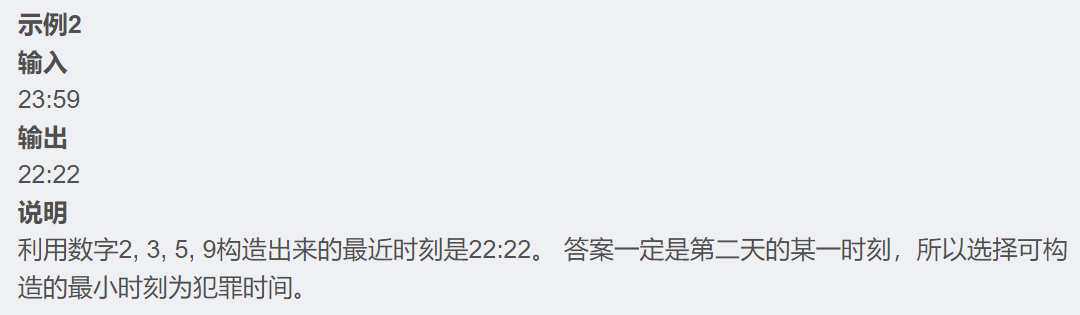 示例2
输入
23:59
输出
22:22
说明
利用数字2, 3, 5, 9构造出来的最近时刻是22:22。 答案一定是第二天的某一时刻，所以选择可构
造的最小时刻为犯罪时间。